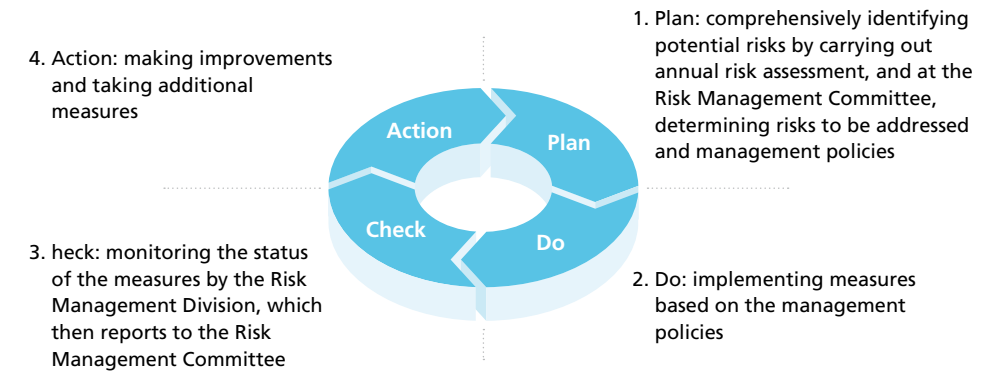 1. Plan: comprehensively identifying
potential risks by carrying out
annual risk assessment, and at the
Risk Management Committee,
determining risks to be addressed
and management policies
4. Action: making improvements
and taking additional
measures
Action
Plan
Check
Do
3. heck: monitoring the status
of the measures by the Risk
Management Division, which
then reports to the Risk
Management Committee
2. Do: implementing measures
based on the management
policies